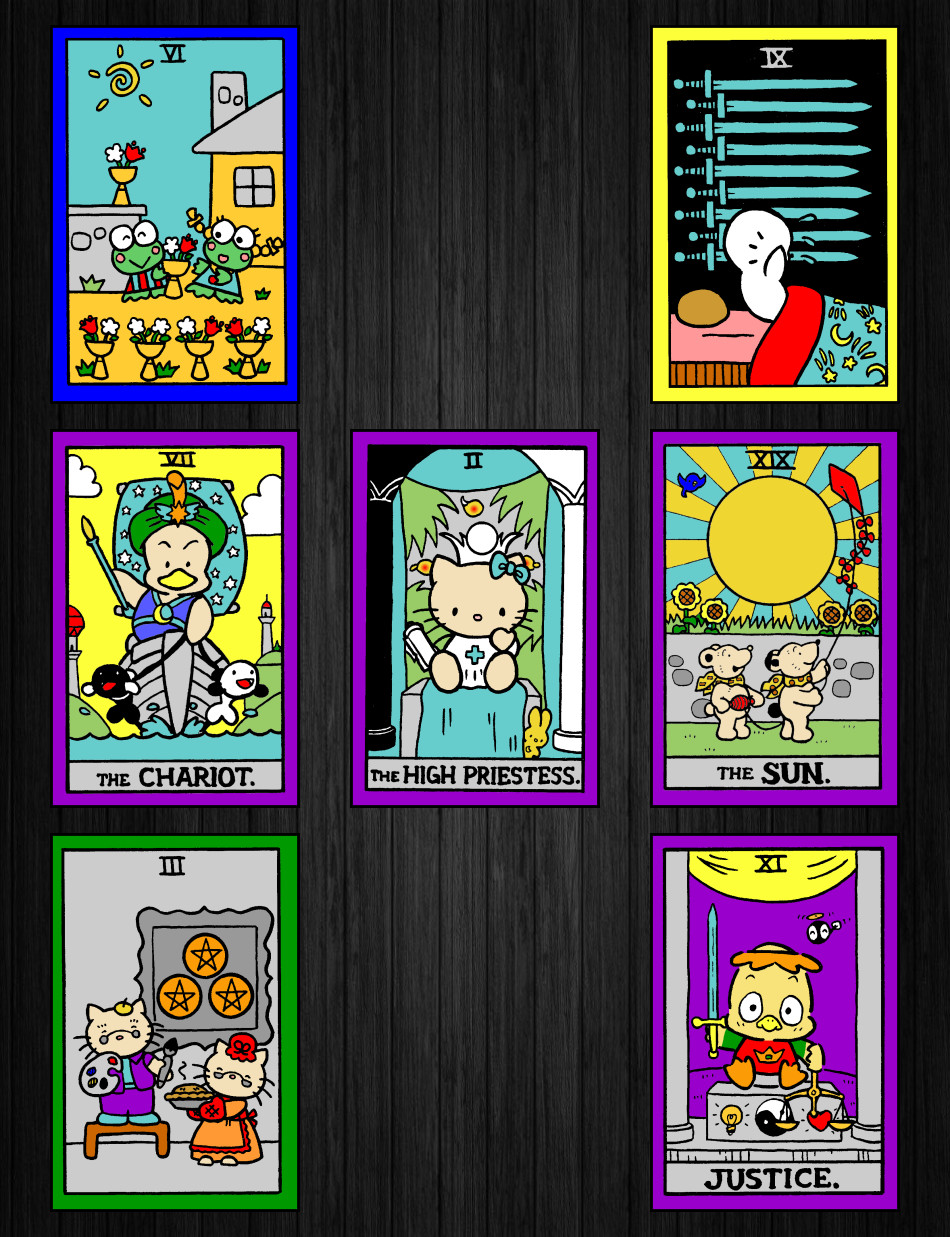 VI
IX
VII
THE CHARIOT.
II
THE HIGH PRIESTESS.
XIX
THE SUN.
III
XI
JUSTICE.